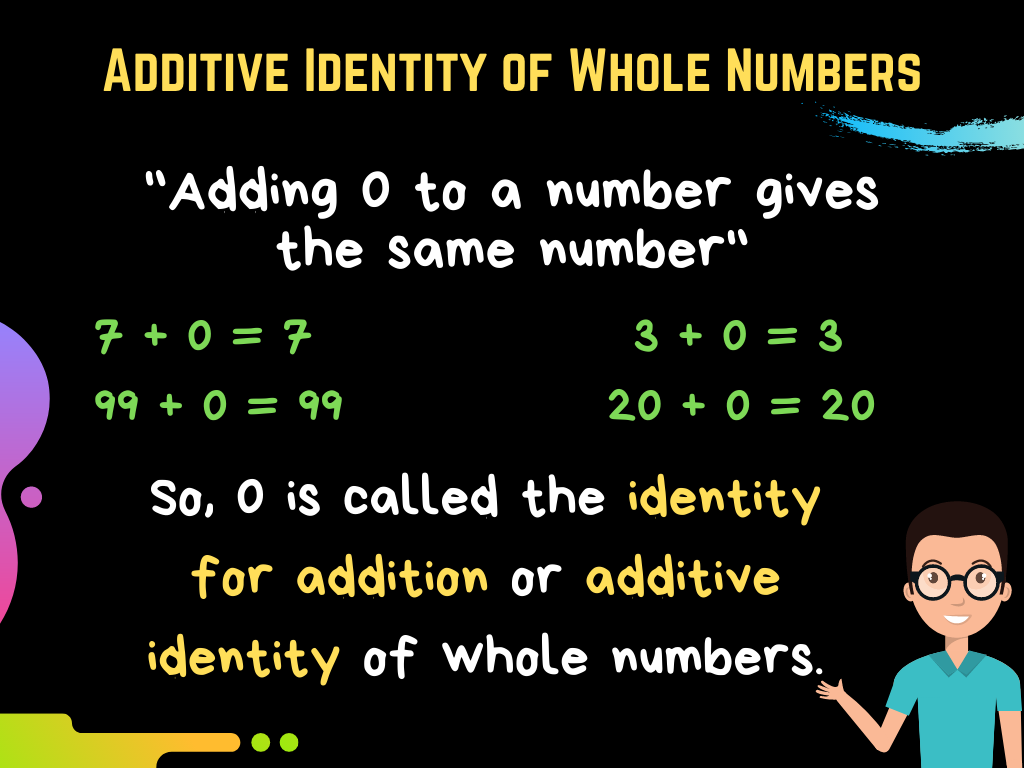 Additive Identity of Whole Numbers
"Adding 0 to a number gives
the same number"
7 + 0 = 7
3 + 0 = 3
99 + 0 = 99
20 + 0 = 20
So, 0 is called the identity
for addition or additive
identity of whole numbers.